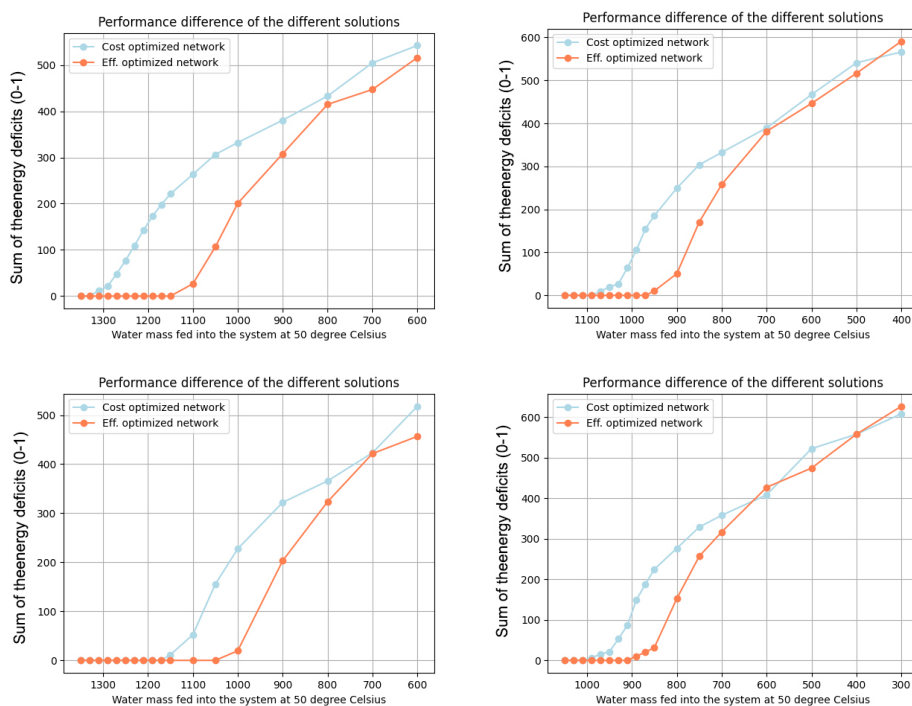 Performance difference of the different solutions
Cost optimized network
Eff. optimized network
Sum of theenergy deficits (0-1)
500
400
300
200
100
0
1300 1200 1100 1000 900 800 700 600
Water mass fed into the system at 50 degree Celsius
Performance difference of the different solutions
Cost optimized network
Eff. optimized network
Sum of theenergy deficits (0-1)
600
500
400
300
200
100
0
1100 1000 900 800 700 600 500 400
Water mass fed into the system at 50 degree Celsius
Performance difference of the different solutions
Cost optimized network
Eff. optimized network
Sum of theenergy deficits (0-1)
500
400
300
200
100
0
1300 1200 1100 1000 900 800 700 600
Water mass fed into the system at 50 degree Celsius
Performance difference of the different solutions
Cost optimized network
Eff. optimized network
Sum of theenergy deficits (0-1)
600
500
400
300
200
100
0
1000 900 800 700 600 500 400 300
Water mass fed into the system at 50 degree Celsius